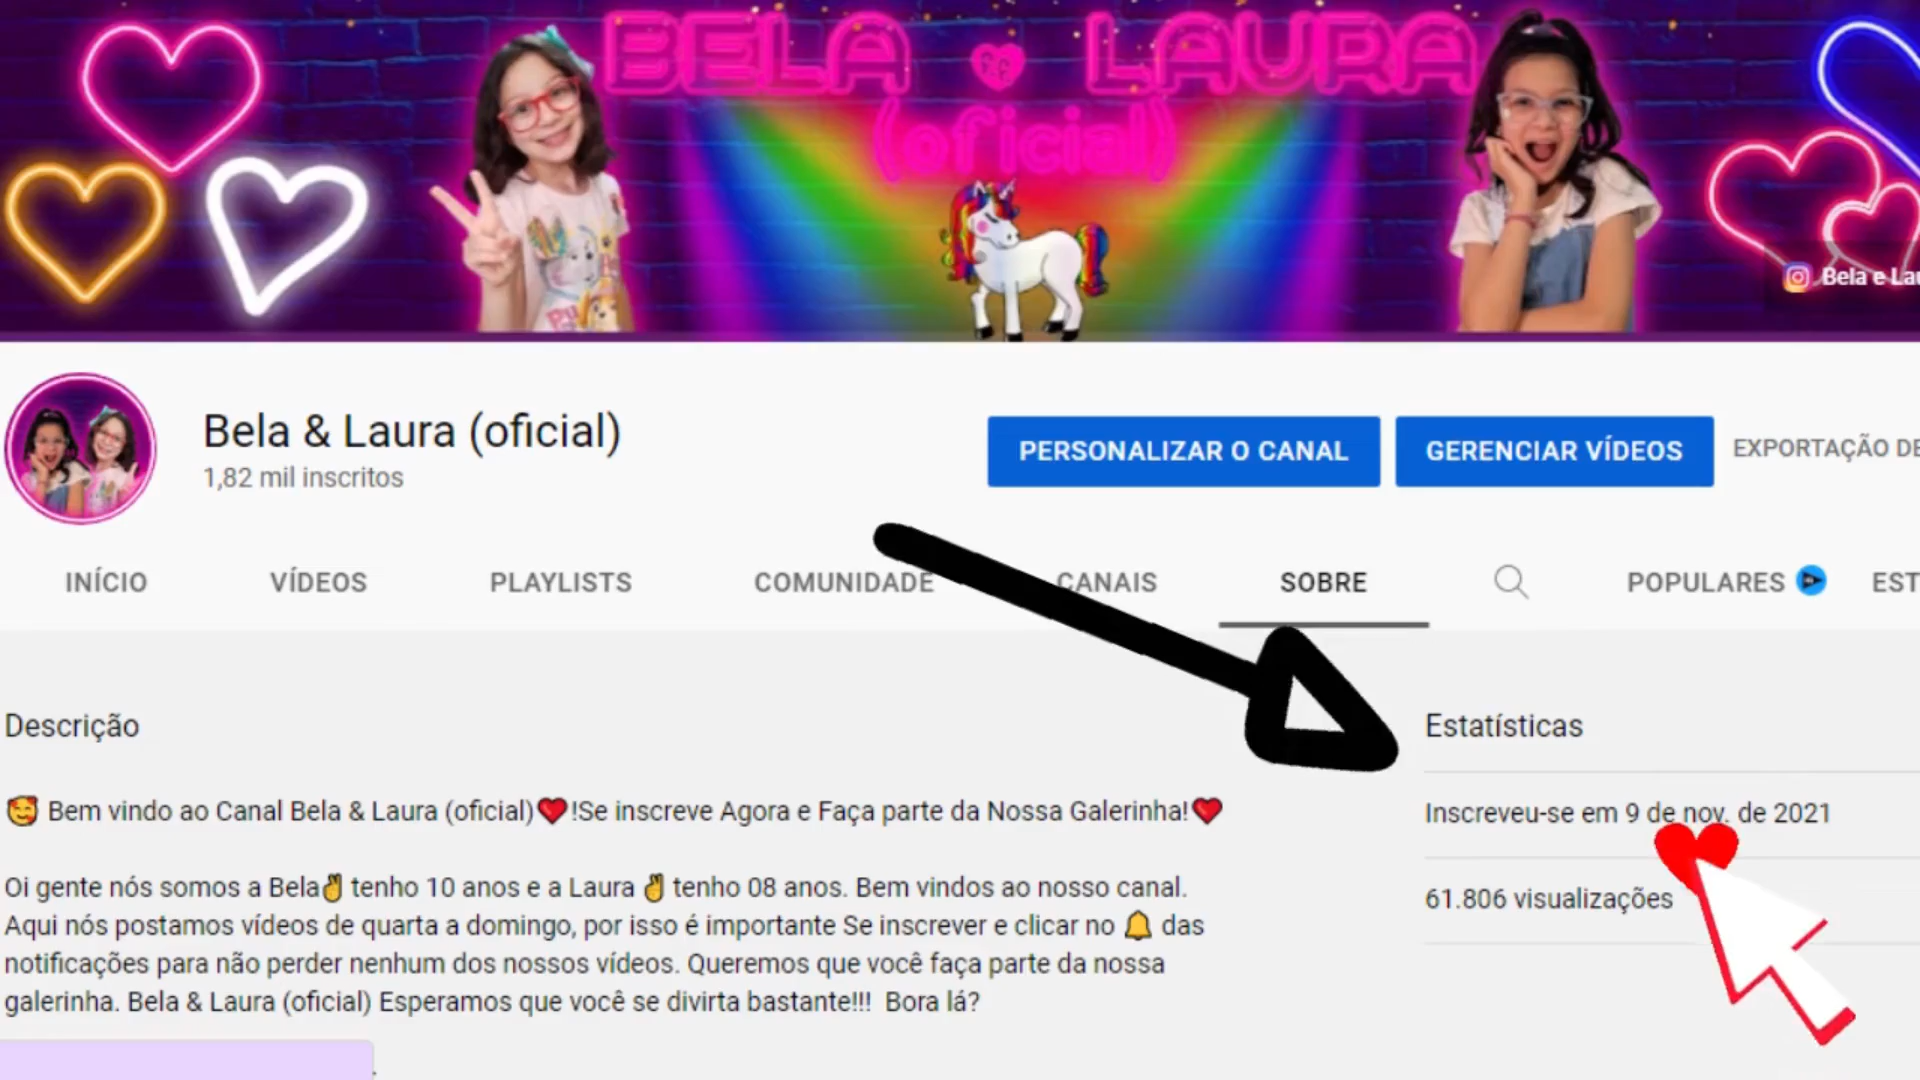 BELA & LAURA
(oficial)
Bela e Lau
Bela & Laura (oficial)
1,82 mil inscritos
PERSONALIZAR O CANAL
GERENCIAR VÍDEOS
EXPORTAÇÃO DE
INÍCIO
VÍDEOS
PLAYLISTS
COMUNIDADE
CANAIS
SOBRE
POPULARES
EST
Descrição
Estatísticas
🥰 Bem vindo ao Canal Bela & Laura (oficial)❤!Se inscreve Agora e Faça parte da Nossa Galerinha!❤
Inscreveu-se em 9 de nov. de 2021
Oi gente nós somos a Bela✌ tenho 10 anos e a Laura ✌ tenho 08 anos. Bem vindos ao nosso canal.
61.806 visualizações
Aqui nós postamos vídeos de quarta a domingo, por isso é importante Se inscrever e clicar no 🔔 das
notificações para não perder nenhum dos nossos vídeos. Queremos que você faça parte da nossa
galerinha. Bela & Laura (oficial) Esperamos que você se divirta bastante!!! Bora lá?